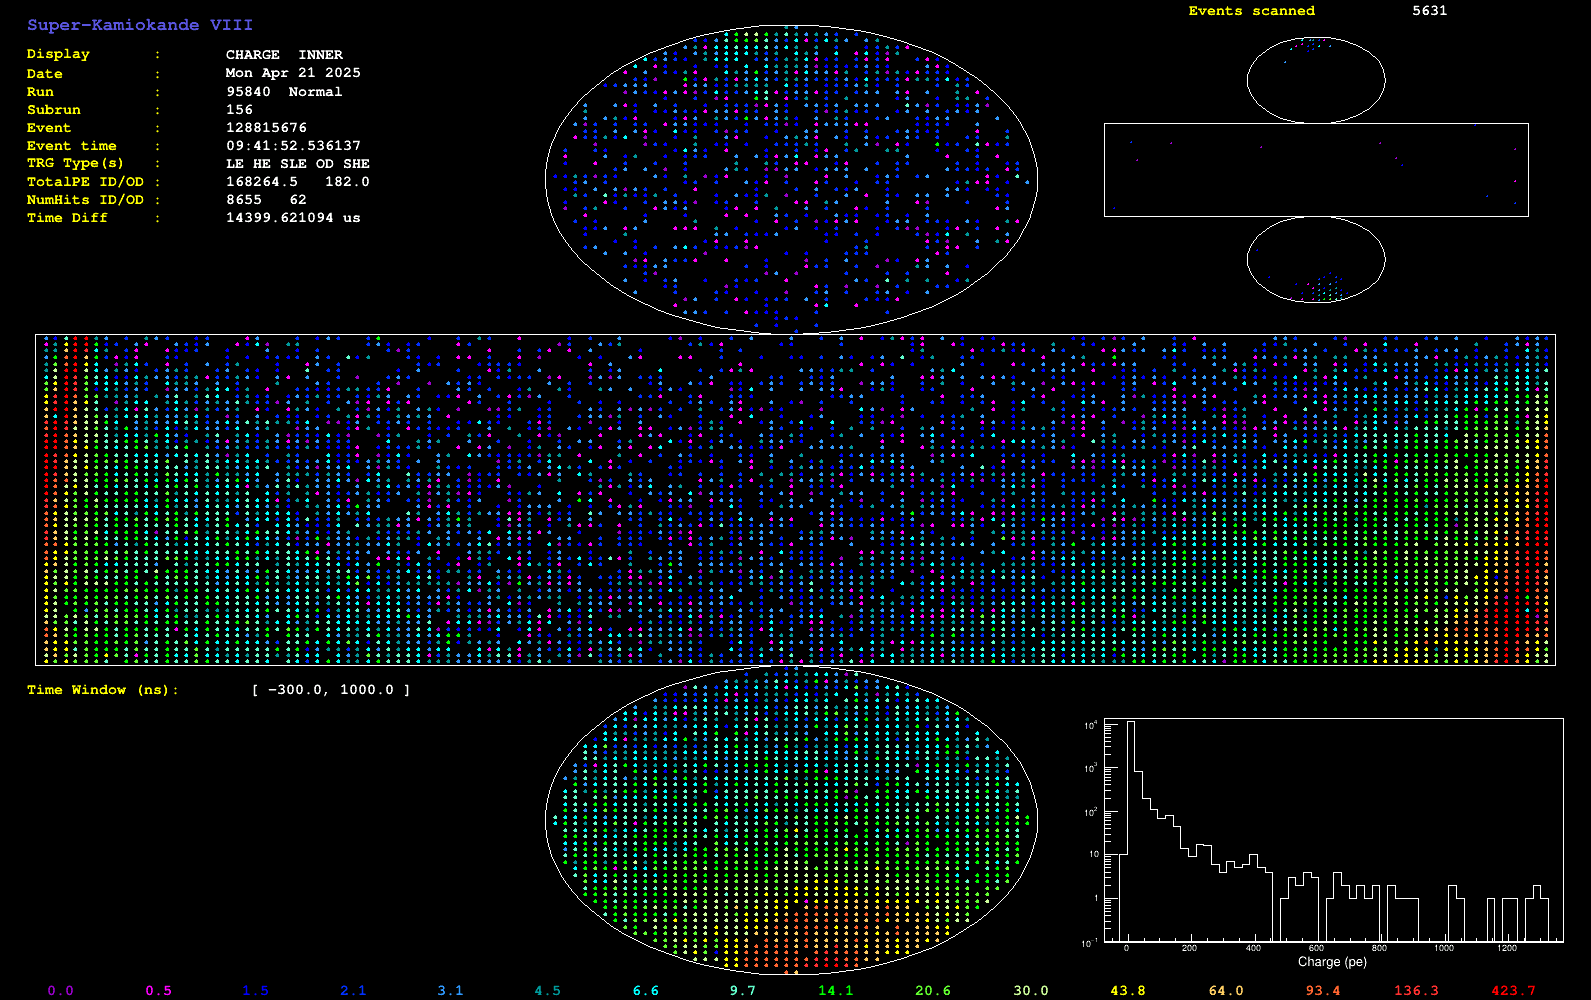 Super-Kamiokande VIII
Display : CHARGE INNER
Date : Mon Apr 21 2025
Run : 95840 Normal
Subrun : 156
Event : 128815676
Event time : 09:41:52.536137
TRG Type(s) : LE HE SLE OD SHE
TotalPE ID/OD : 168264.5 182.0
NumHits ID/OD : 8655 62
Time Diff : 14399.621094 us
Events scanned 5631
Time Window (ns): [ -300.0, 1000.0 ]
10^4
10^3
10^2
10
1
10^-1
0 200 400 600 800 1000 1200
Charge (pe)
0.0 0.5 1.5 2.1 3.1 4.5 6.6 9.7 14.1 20.6 30.0 43.8 64.0 93.4 136.3 423.7